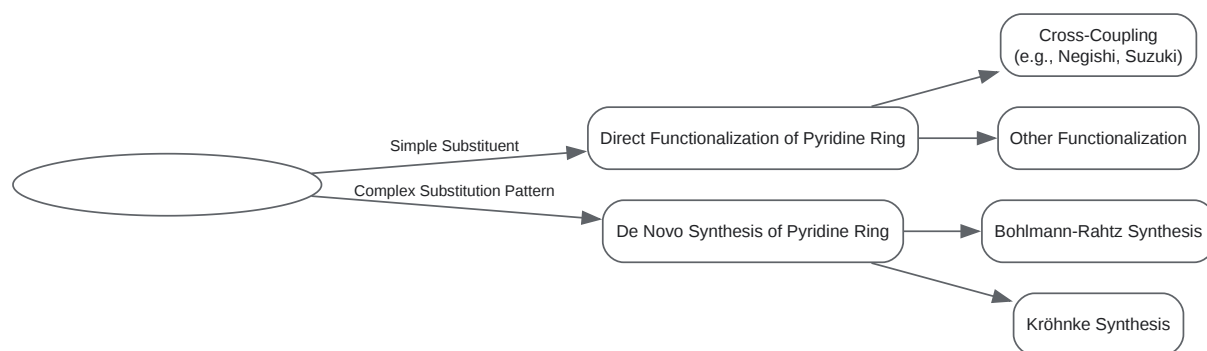 Cross-Coupling
(e.g., Negishi, Suzuki)
Simple Substituent
Direct Functionalization of Pyridine Ring
Other Functionalization
Complex Substitution Pattern
De Novo Synthesis of Pyridine Ring
Bohlmann-Rahtz Synthesis
Kröhnke Synthesis